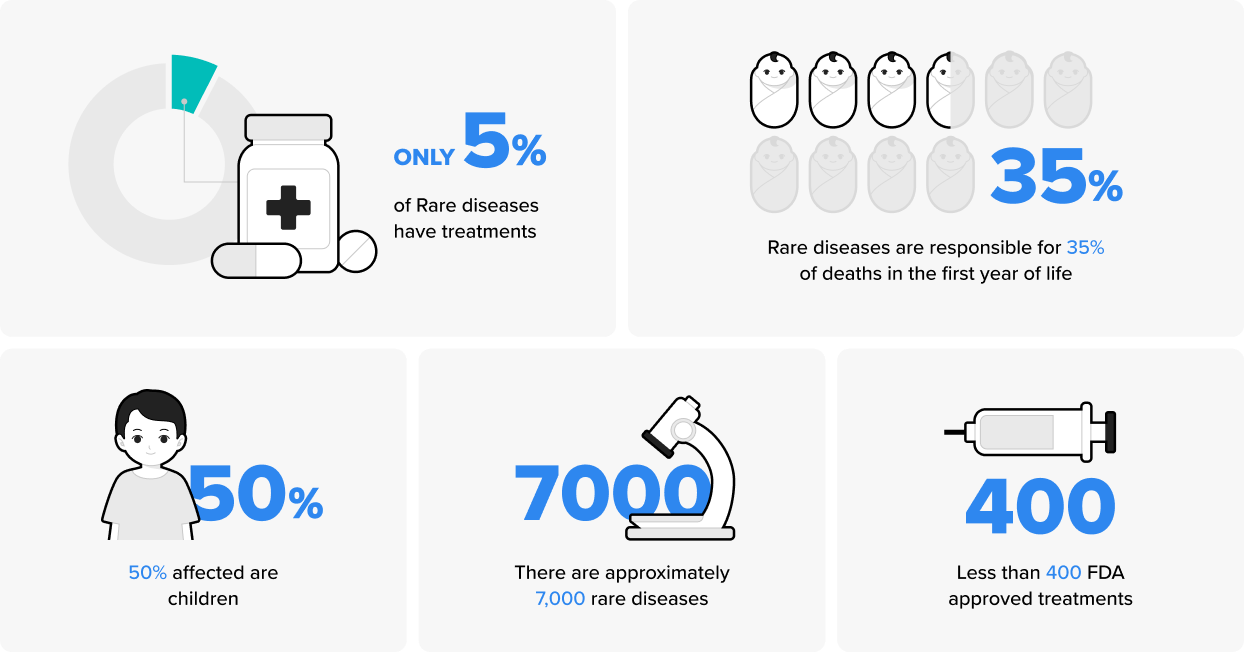 ONLY 5%
of Rare diseases
have treatments
35%
Rare diseases are responsible for 35%
of deaths in the first year of life
50%
50% affected are
children
7000
There are approximately
7,000 rare diseases
400
Less than 400 FDA
approved treatments